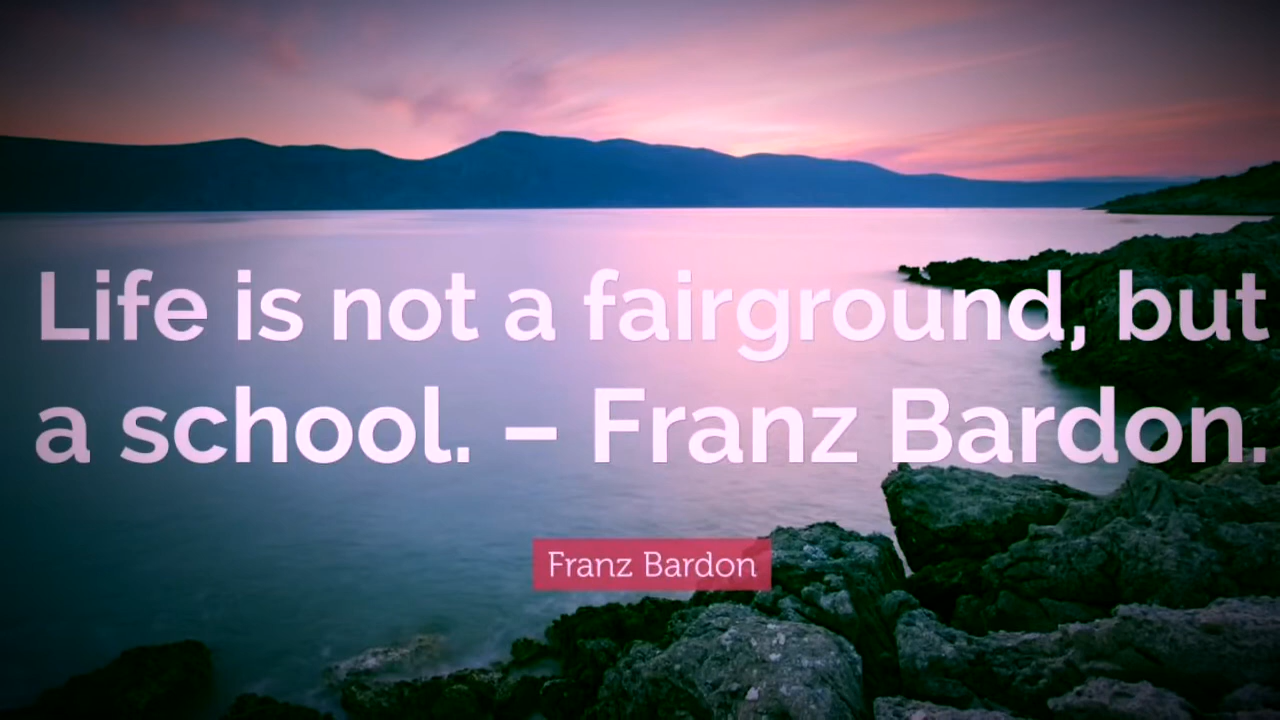 Life is not a fairground, but
a school. – Franz Bardon.
Franz Bardon